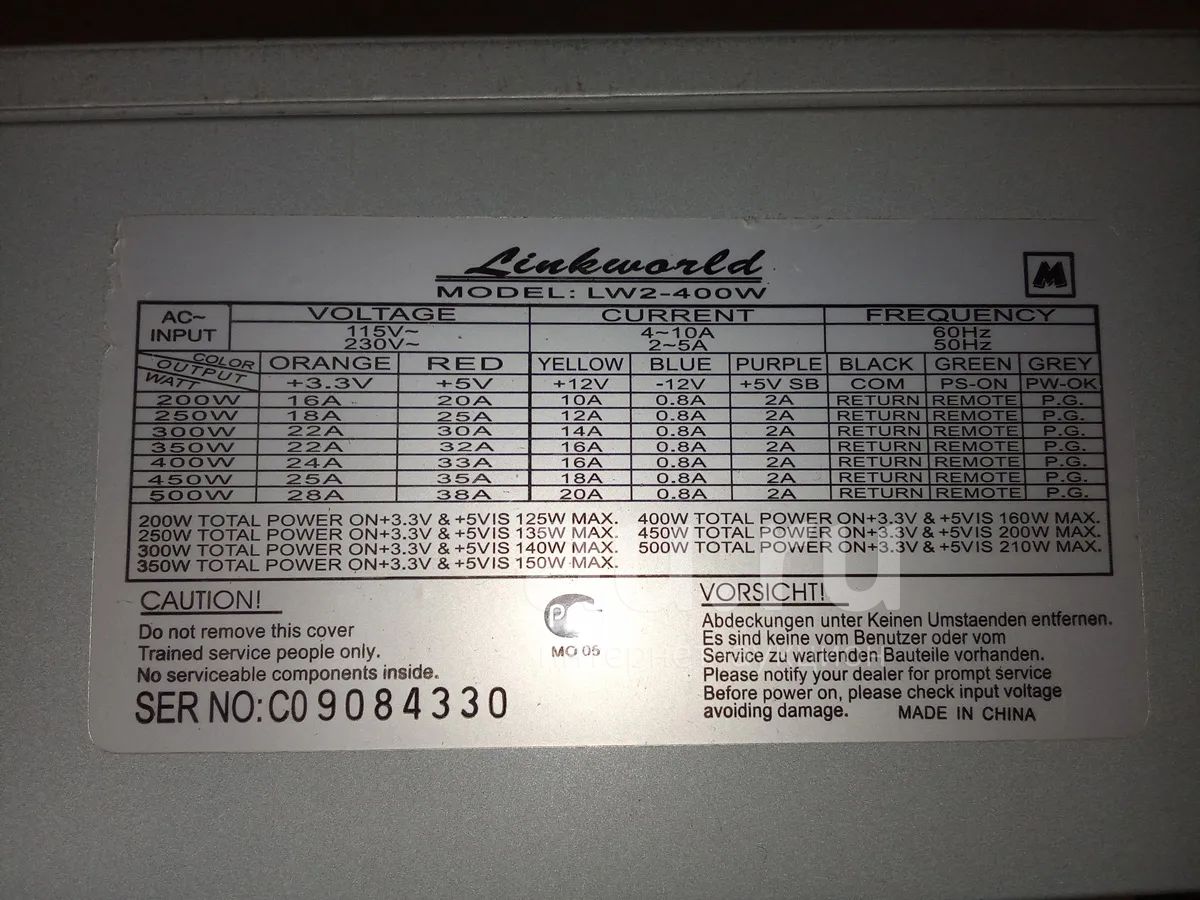 Linkworld
M
MODEL: LW2-400W
AC~ INPUT VOLTAGE CURRENT FREQUENCY
115V~ 4~10A 60Hz
230V~ 2~5A 50Hz
COLOR OUTPUT WATT ORANGE RED YELLOW BLUE PURPLE BLACK GREEN GREY
+3.3V +5V +12V -12V +5V SB COM PS-ON PW-OK
200W 16A 20A 10A 0.8A 2A RETURN REMOTE P.G.
250W 18A 25A 12A 0.8A 2A RETURN REMOTE P.G.
300W 22A 30A 14A 0.8A 2A RETURN REMOTE P.G.
350W 22A 32A 16A 0.8A 2A RETURN REMOTE P.G.
400W 24A 33A 16A 0.8A 2A RETURN REMOTE P.G.
450W 25A 35A 18A 0.8A 2A RETURN REMOTE P.G.
500W 28A 38A 20A 0.8A 2A RETURN REMOTE P.G.
200W TOTAL POWER ON+3.3V & +5VIS 125W MAX. 400W TOTAL POWER ON+3.3V & +5VIS 160W MAX.
250W TOTAL POWER ON+3.3V & +5VIS 135W MAX. 450W TOTAL POWER ON+3.3V & +5VIS 200W MAX.
300W TOTAL POWER ON+3.3V & +5VIS 140W MAX. 500W TOTAL POWER ON+3.3V & +5VIS 210W MAX.
350W TOTAL POWER ON+3.3V & +5VIS 150W MAX.
CAUTION!
Do not remove this cover
Trained service people only.
No serviceable components inside.
SER NO: C09084330
PC
MO 05
VORSICHT!
Abdeckungen unter Keinen Umstaenden entfernen.
Es sind keine vom Benutzer oder vom
Service zu wartenden Bauteile vorhanden.
Please notify your dealer for prompt service
Before power on, please check input voltage
avoiding damage. MADE IN CHINA